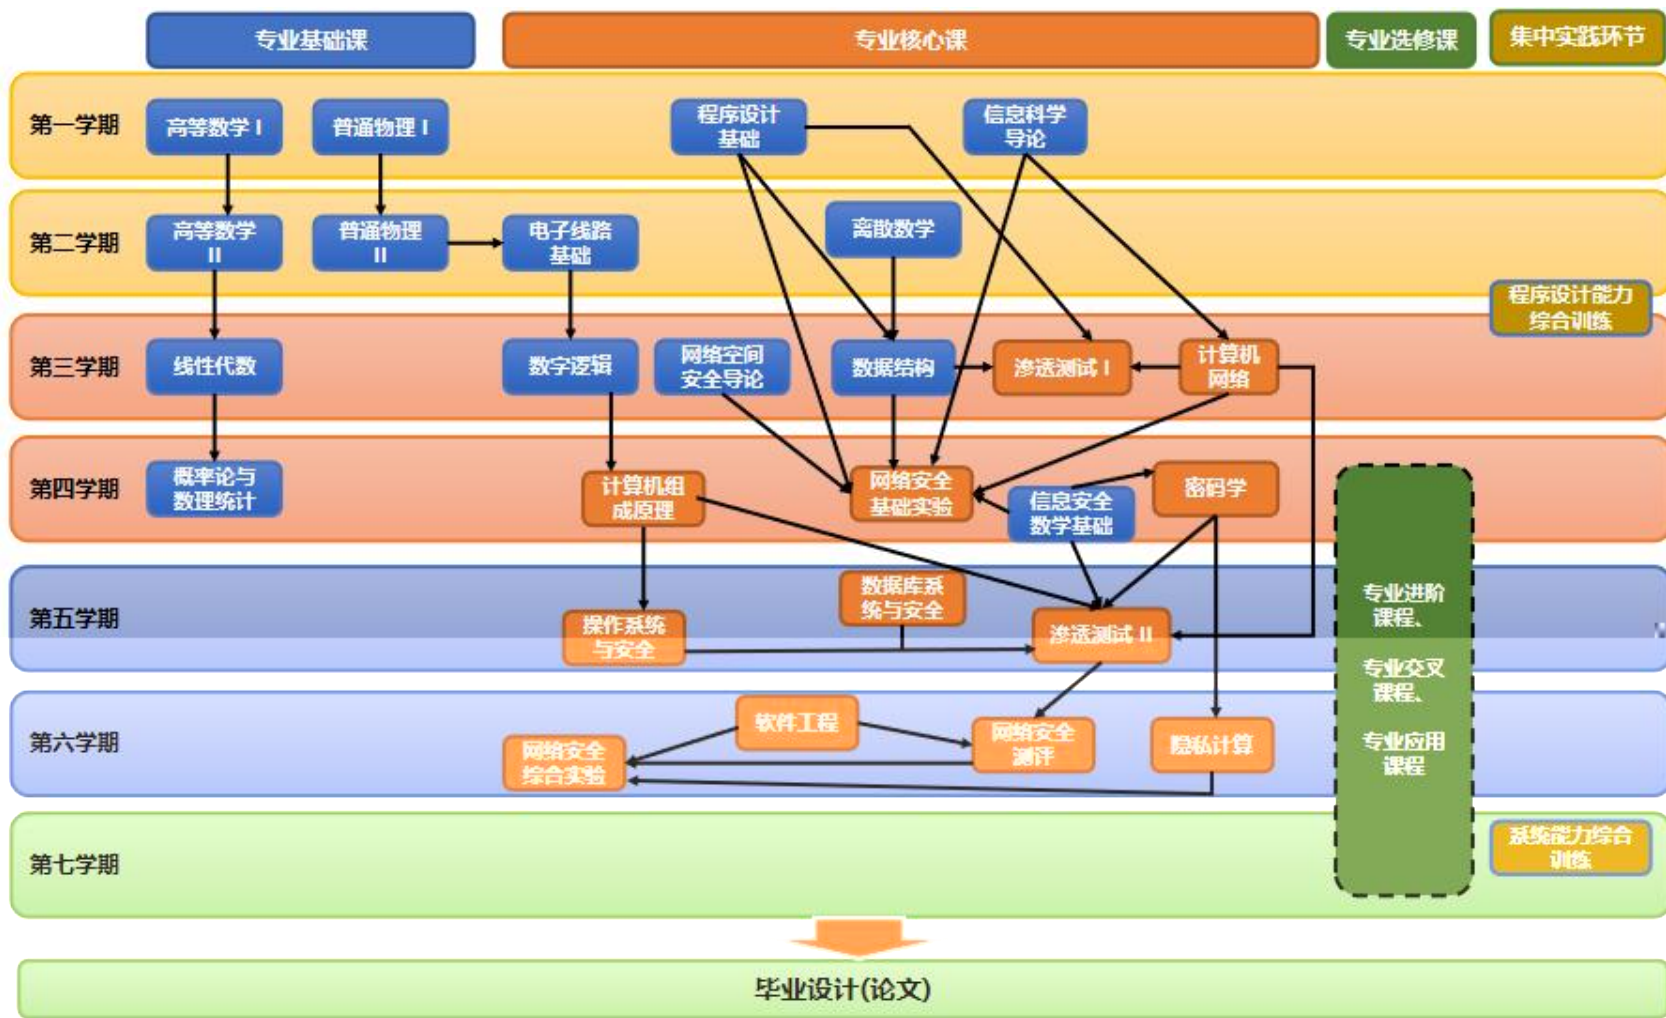 专业基础课
专业核心课
专业选修课
集中实践环节
第一学期
高等数学 I
普通物理 I
程序设计
基础
信息科学
导论
第二学期
高等数学
II
普通物理
II
电子线路
基础
离散数学
程序设计能力
综合训练
第三学期
线性代数
数字逻辑
网络空间
安全导论
数据结构
渗透测试 I
计算机
网络
第四学期
概率论与
数理统计
计算机组
成原理
网络安全
基础实验
信息安全
数学基础
密码学
第五学期
操作系统
与安全
数据库系
统与安全
渗透测试 II
专业进阶
课程、
专业交叉
课程、
专业应用
课程
第六学期
网络安全
综合实验
软件工程
网络安全
测评
隐私计算
第七学期
系统能力综合
训练
毕业设计(论文)